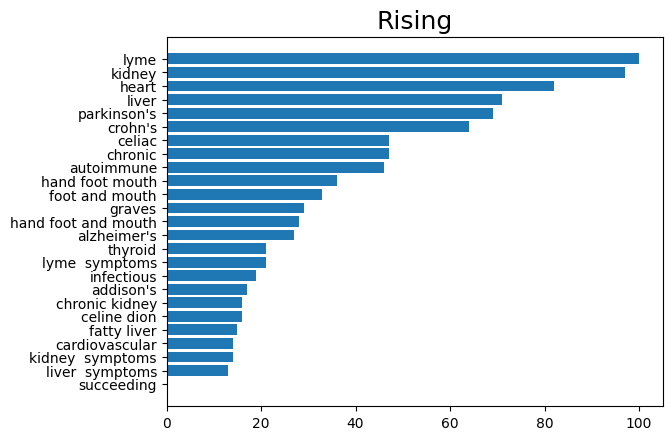 Rising
lyme
kidney
heart
liver
parkinson's
crohn's
celiac
chronic
autoimmune
hand foot mouth
foot and mouth
graves
hand foot and mouth
alzheimer's
thyroid
lyme  symptoms
infectious
addison's
chronic kidney
celine dion
fatty liver
cardiovascular
kidney  symptoms
liver  symptoms
succeeding
0 20 40 60 80 100